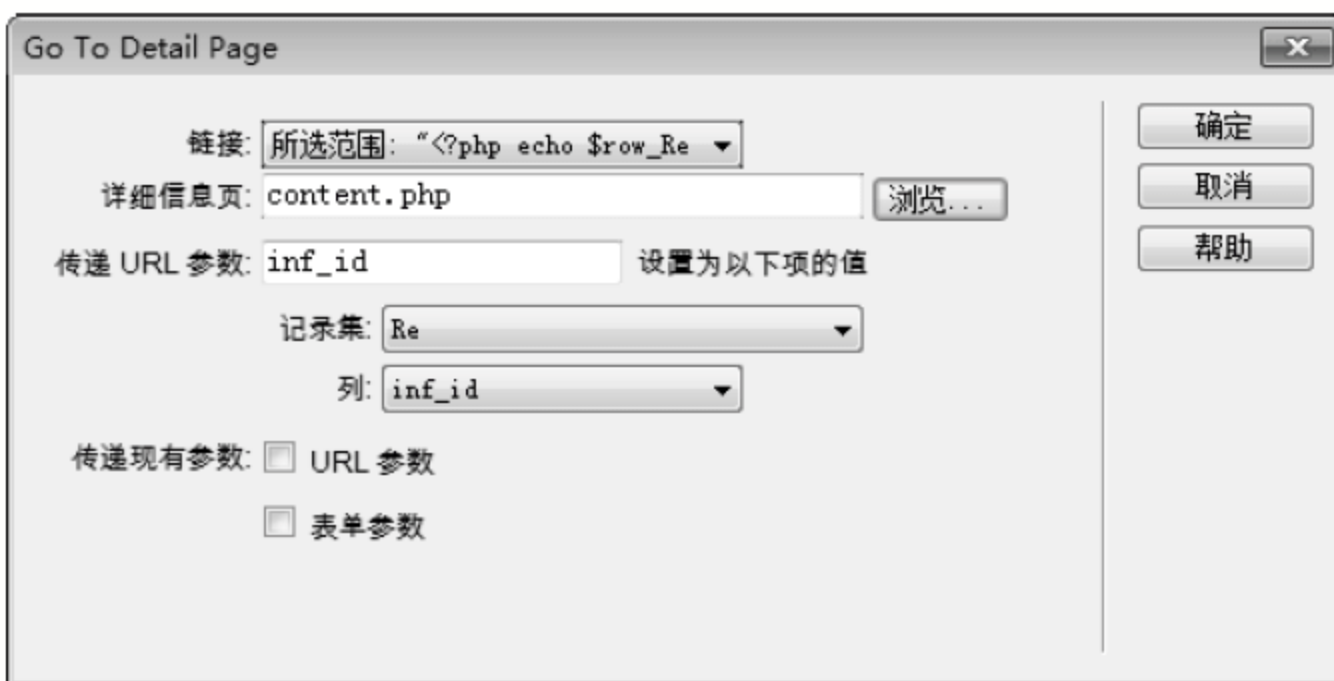 Go To Detail Page
链接: 所选范围: “<?php echo $row_Re
确定
详细信息页: content.php 浏览...
取消
传递 URL 参数: inf_id 设置为以下项的值
帮助
记录集: Re
列: inf_id
传递现有参数: URL 参数
表单参数